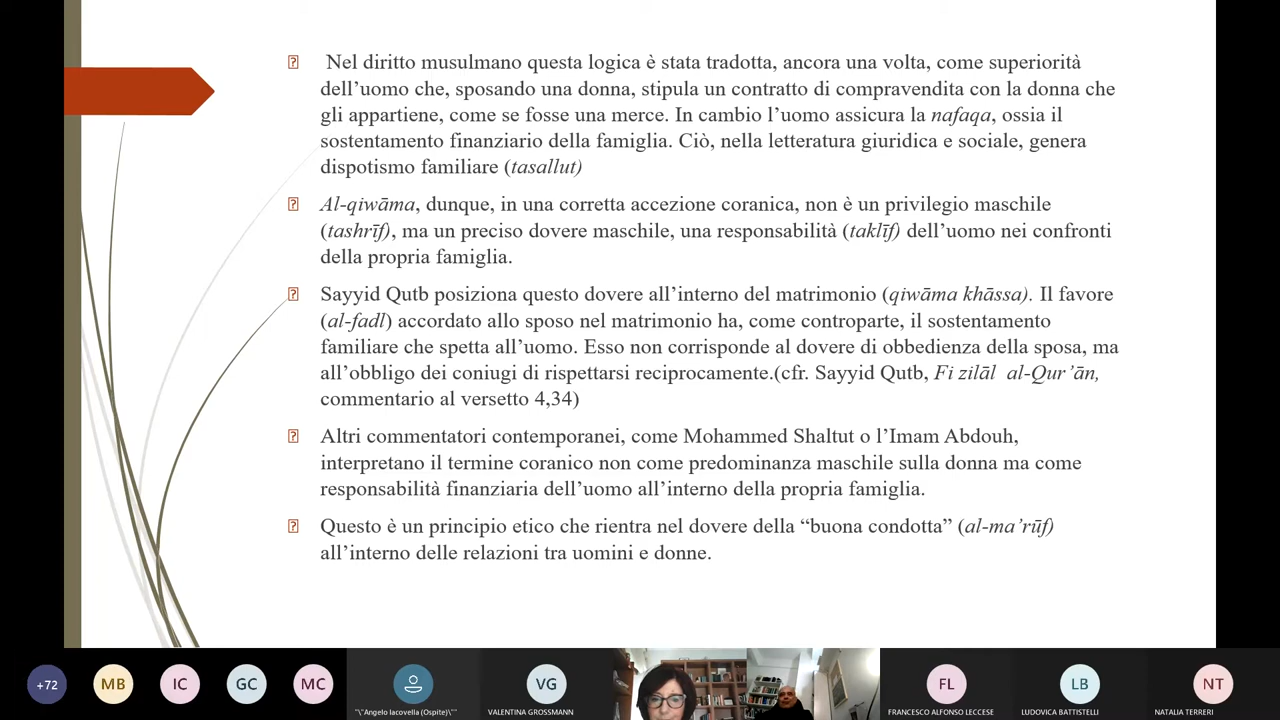 Nel diritto musulmano questa logica è stata tradotta, ancora una volta, come superiorità
dell’uomo che, sposando una donna, stipula un contratto di compravendita con la donna che
gli appartiene, come se fosse una merce. In cambio l’uomo assicura la nafaqa, ossia il
sostentamento finanziario della famiglia. Ciò, nella letteratura giuridica e sociale, genera
dispotismo familiare (tasallut)
Al-qiwāma, dunque, in una corretta accezione coranica, non è un privilegio maschile
(tashrīf), ma un preciso dovere maschile, una responsabilità (taklīf) dell’uomo nei confronti
della propria famiglia.
Sayyid Qutb posiziona questo dovere all’interno del matrimonio (qiwāma khāssa). Il favore
(al-fadl) accordato allo sposo nel matrimonio ha, come controparte, il sostentamento
familiare che spetta all’uomo. Esso non corrisponde al dovere di obbedienza della sposa, ma
all’obbligo dei coniugi di rispettarsi reciprocamente.(cfr. Sayyid Qutb, Fi zilāl al-Qur’ān,
commentario al versetto 4,34)
Altri commentatori contemporanei, come Mohammed Shaltut o l’Imam Abdouh,
interpretano il termine coranico non come predominanza maschile sulla donna ma come
responsabilità finanziaria dell’uomo all’interno della propria famiglia.
Questo è un principio etico che rientra nel dovere della “buona condotta” (al-ma’rūf)
all’interno delle relazioni tra uomini e donne.
+72 MB IC GC MC VG FL LB NT
"\"Angelo Iacovella (Ospite)\"" VALENTINA GROSSMANN FRANCESCO ALFONSO LECCESE LUDOVICA BATTISTELLI NATALIA TERRERI